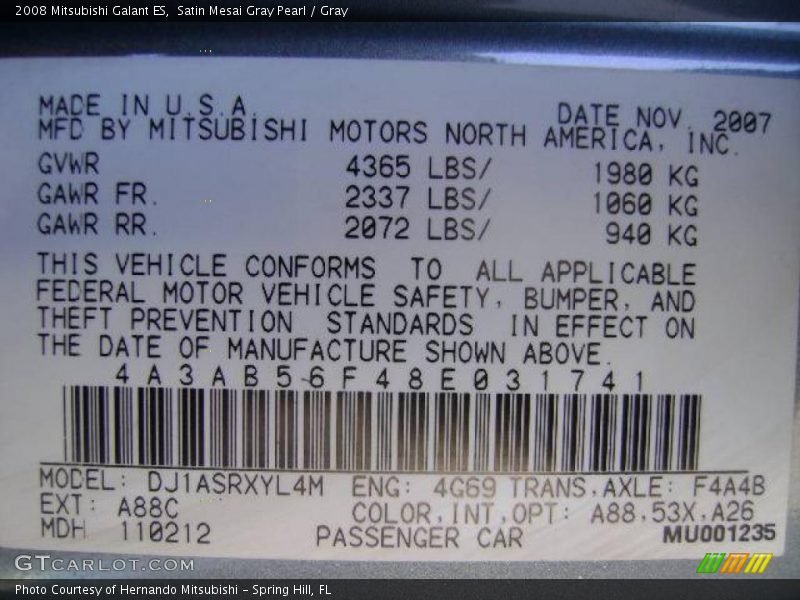 2008 Mitsubishi Galant ES,  Satin Mesai Gray Pearl / Gray
MADE IN U.S.A. DATE NOV. 2007
MFD BY MITSUBISHI MOTORS NORTH AMERICA, INC.
GVWR 4365 LBS/ 1980 KG
GAWR FR. 2337 LBS/ 1060 KG
GAWR RR. 2072 LBS/ 940 KG
THIS VEHICLE CONFORMS TO ALL APPLICABLE
FEDERAL MOTOR VEHICLE SAFETY, BUMPER, AND
THEFT PREVENTION STANDARDS IN EFFECT ON
THE DATE OF MANUFACTURE SHOWN ABOVE.
4A3AB56F48E031741
MODEL: DJ1ASRXYL4M ENG: 4G69 TRANS,AXLE: F4A4B
EXT: A88C COLOR,INT,OPT: A88,53X,A26
MDH 110212 PASSENGER CAR MU001235
GTCARLOT.COM
Photo Courtesy of Hernando Mitsubishi - Spring Hill, FL